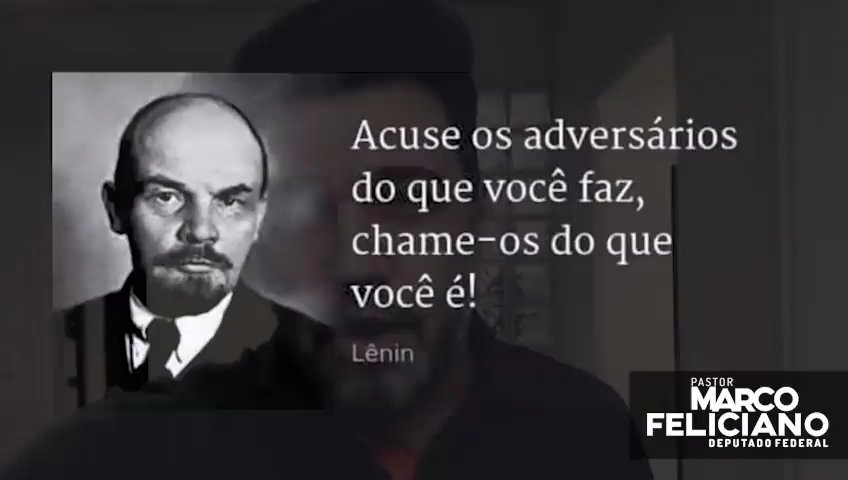 Acuse os adversários
do que você faz,
chame-os do que
você é!
Lênin
PASTOR
MARCO
FELICIANO
DEPUTADO FEDERAL